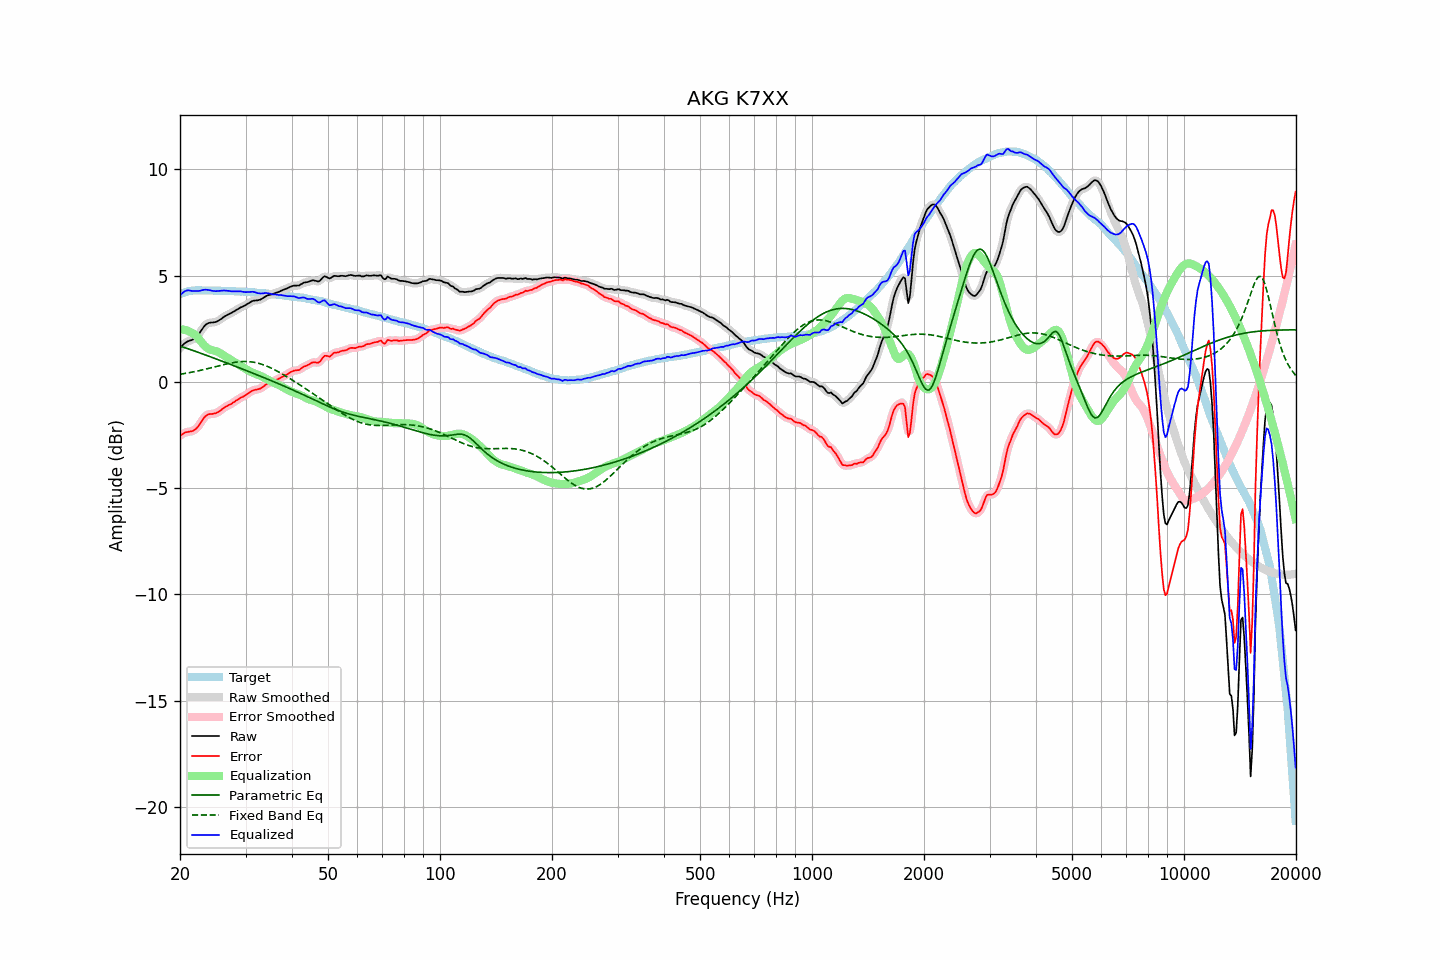 AKG K7XX
10
5
0
−5
−10
−15
−20
Amplitude (dBr)
Target
Raw Smoothed
Error Smoothed
Raw
Error
Equalization
Parametric Eq
Fixed Band Eq
Equalized
20 50 100 200 500 1000 2000 5000 10000 20000
Frequency (Hz)